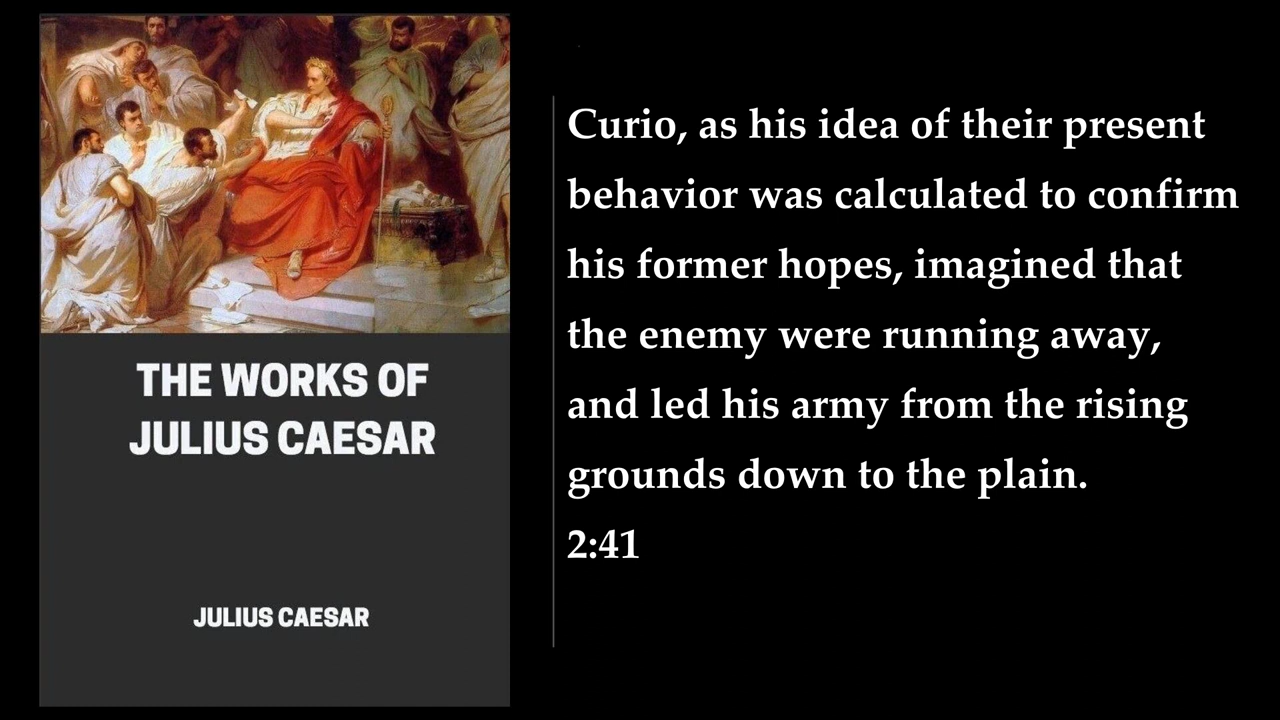 THE WORKS OF
JULIUS CAESAR
JULIUS CAESAR
Curio, as his idea of their present
behavior was calculated to confirm
his former hopes, imagined that
the enemy were running away,
and led his army from the rising
grounds down to the plain.
2:41